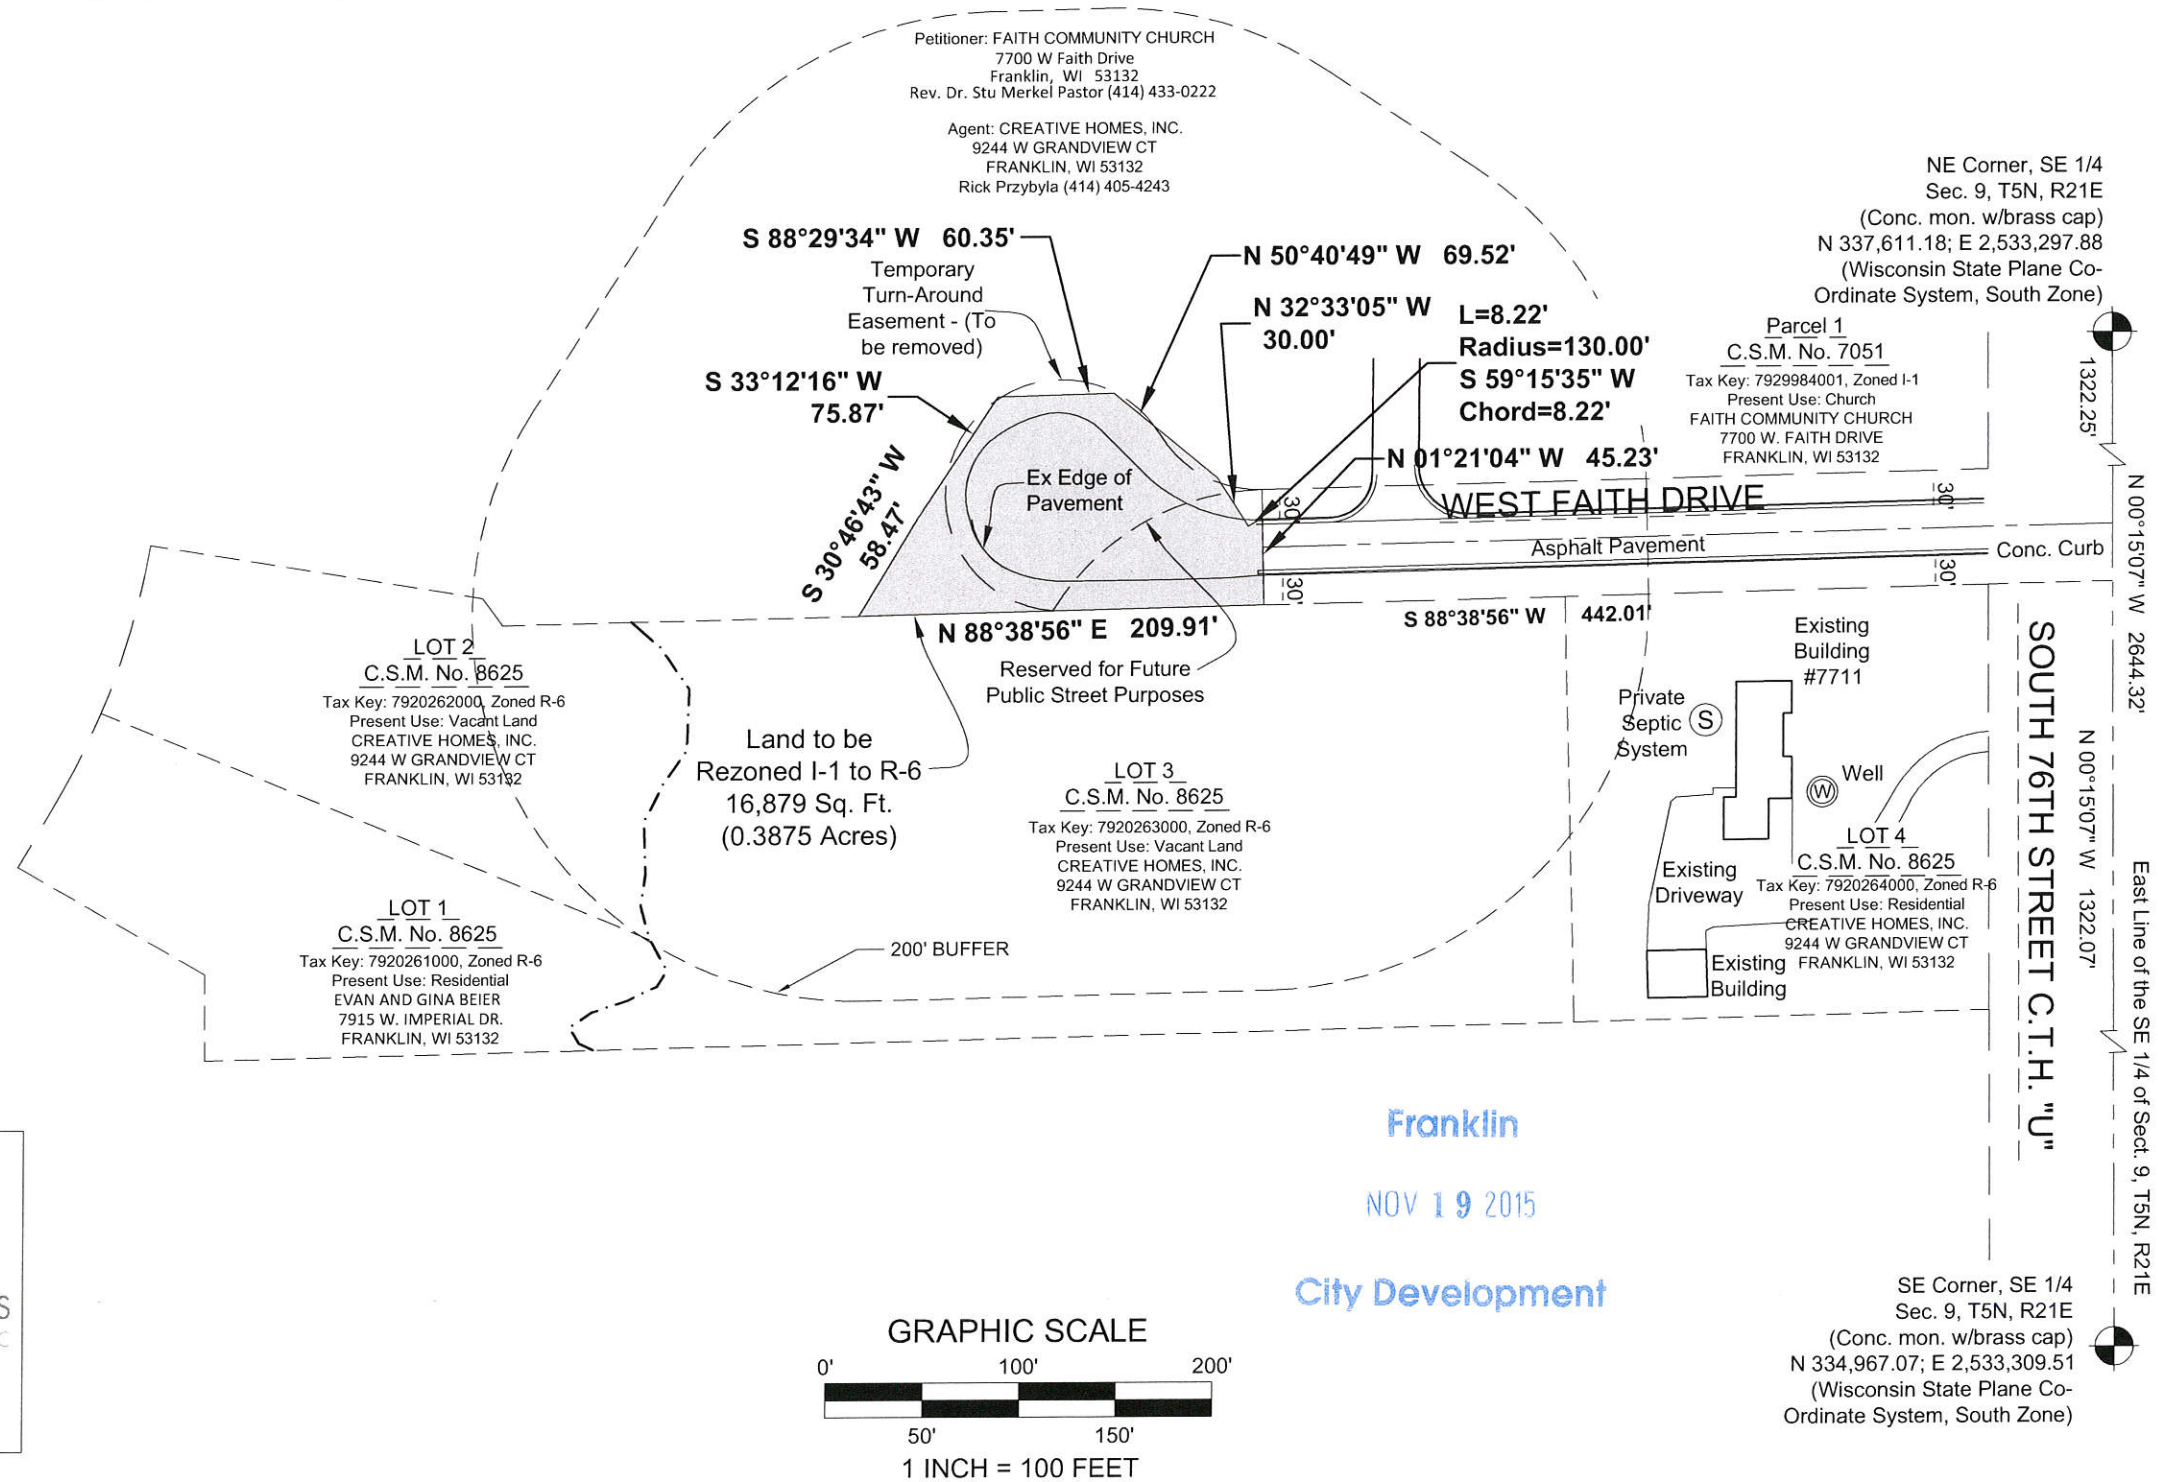 Petitioner: FAITH COMMUNITY CHURCH
7700 W Faith Drive
Franklin, WI 53132
Rev. Dr. Stu Merkel Pastor (414) 433-0222
Agent: CREATIVE HOMES, INC.
9244 W GRANDVIEW CT
FRANKLIN, WI 53132
Rick Przybyla (414) 405-4243
NE Corner, SE 1/4
Sec. 9, T5N, R21E
(Conc. mon. w/brass cap)
N 337,611.18; E 2,533,297.88
(Wisconsin State Plane Co-
Ordinate System, South Zone)
S 88°29'34" W 60.35'
Temporary
Turn-Around
Easement - (To
be removed)
N 50°40'49" W 69.52'
N 32°33'05" W
30.00'
L=8.22'
Radius=130.00'
S 59°15'35" W
Chord=8.22'
N 01°21'04" W 45.23'
S 33°12'16" W
75.87'
S 30°46'43" W
58.47'
Ex Edge of
Pavement
Parcel 1
C.S.M. No. 7051
Tax Key: 7929984001, Zoned I-1
Present Use: Church
FAITH COMMUNITY CHURCH
7700 W. FAITH DRIVE
FRANKLIN, WI 53132
1322.25'
WEST FAITH DRIVE
30'
30'
Asphalt Pavement
Conc. Curb
30'
30'
N 88°38'56" E 209.91'
S 88°38'56" W 442.01'
Reserved for Future
Public Street Purposes
N 00°15'07" W 2644.32'
LOT 2
C.S.M. No. 8625
Tax Key: 7920262000, Zoned R-6
Present Use: Vacant Land
CREATIVE HOMES, INC.
9244 W GRANDVIEW CT
FRANKLIN, WI 53132
Land to be
Rezoned I-1 to R-6
16,879 Sq. Ft.
(0.3875 Acres)
LOT 3
C.S.M. No. 8625
Tax Key: 7920263000, Zoned R-6
Present Use: Vacant Land
CREATIVE HOMES, INC.
9244 W GRANDVIEW CT
FRANKLIN, WI 53132
Existing
Building
#7711
Private
Septic
System
S
Well
W
Existing
Driveway
LOT 4
C.S.M. No. 8625
Tax Key: 7920264000, Zoned R-6
Present Use: Residential
CREATIVE HOMES, INC.
9244 W GRANDVIEW CT
FRANKLIN, WI 53132
Existing
Building
SOUTH 76TH STREET C.T.H. "U"
N 00°15'07" W 1322.07'
East Line of the SE 1/4 of Sect. 9, T5N, R21E
LOT 1
C.S.M. No. 8625
Tax Key: 7920261000, Zoned R-6
Present Use: Residential
EVAN AND GINA BEIER
7915 W. IMPERIAL DR.
FRANKLIN, WI 53132
200' BUFFER
Franklin
NOV 19 2015
City Development
SE Corner, SE 1/4
Sec. 9, T5N, R21E
(Conc. mon. w/brass cap)
N 334,967.07; E 2,533,309.51
(Wisconsin State Plane Co-
Ordinate System, South Zone)
GRAPHIC SCALE
0' 100' 200'
50' 150'
1 INCH = 100 FEET